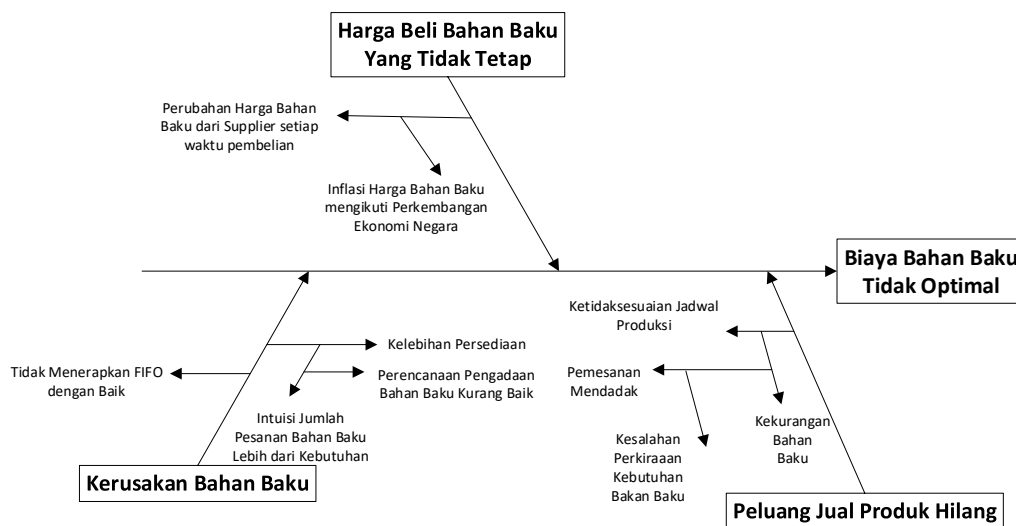 Harga Beli Bahan Baku
Yang Tidak Tetap
Perubahan Harga Bahan
Baku dari Supplier setiap
waktu pembelian
Inflasi Harga Bahan Baku
mengikuti Perkembangan
Ekonomi Negara
Biaya Bahan Baku
Tidak Optimal
Ketidaksesuaian Jadwal
Produksi
Kelebihan Persediaan
Tidak Menerapkan FIFO
dengan Baik
Perencanaan Pengadaan
Bahan Baku Kurang Baik
Intuisi Jumlah
Pesanan Bahan Baku
Lebih dari Kebutuhan
Kerusakan Bahan Baku
Pemesanan
Mendadak
Kekurangan
Bahan
Baku
Kesalahan
Perkiraaan
Kebutuhan
Bakan Baku
Peluang Jual Produk Hilang